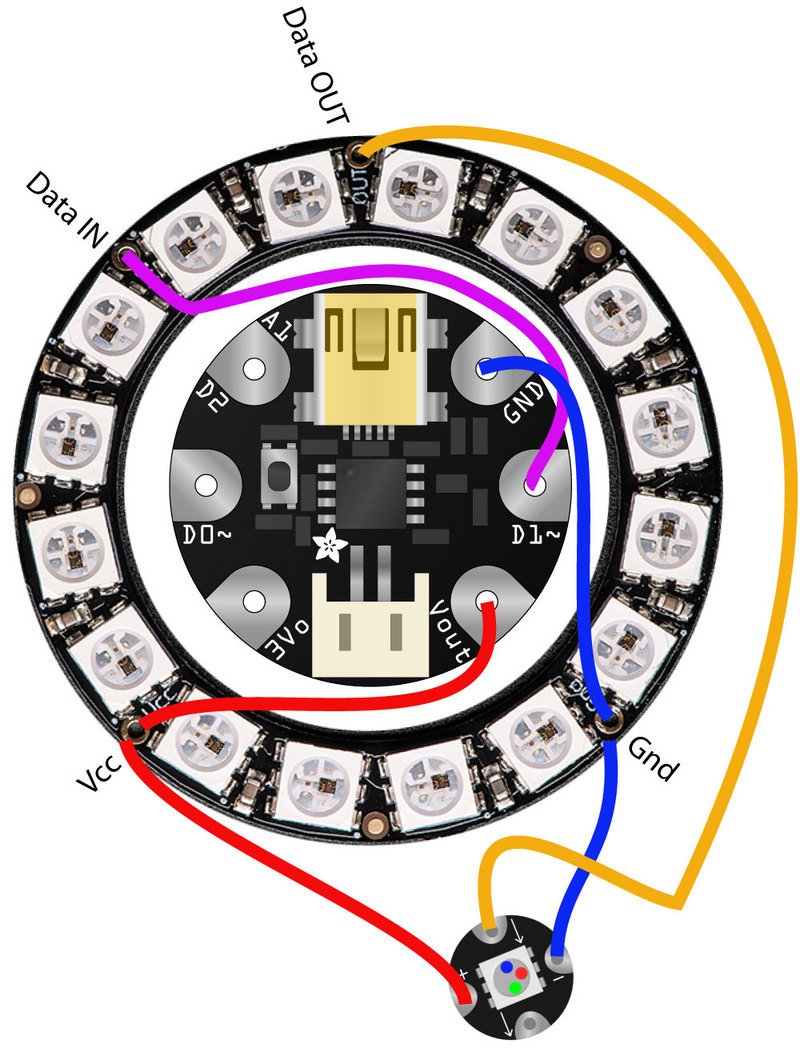 Data OUT
OUT
Data IN
A1
D2
GND
D0~
D1~
3Vo
Vout
Vcc
VCC
Gnd
+
-